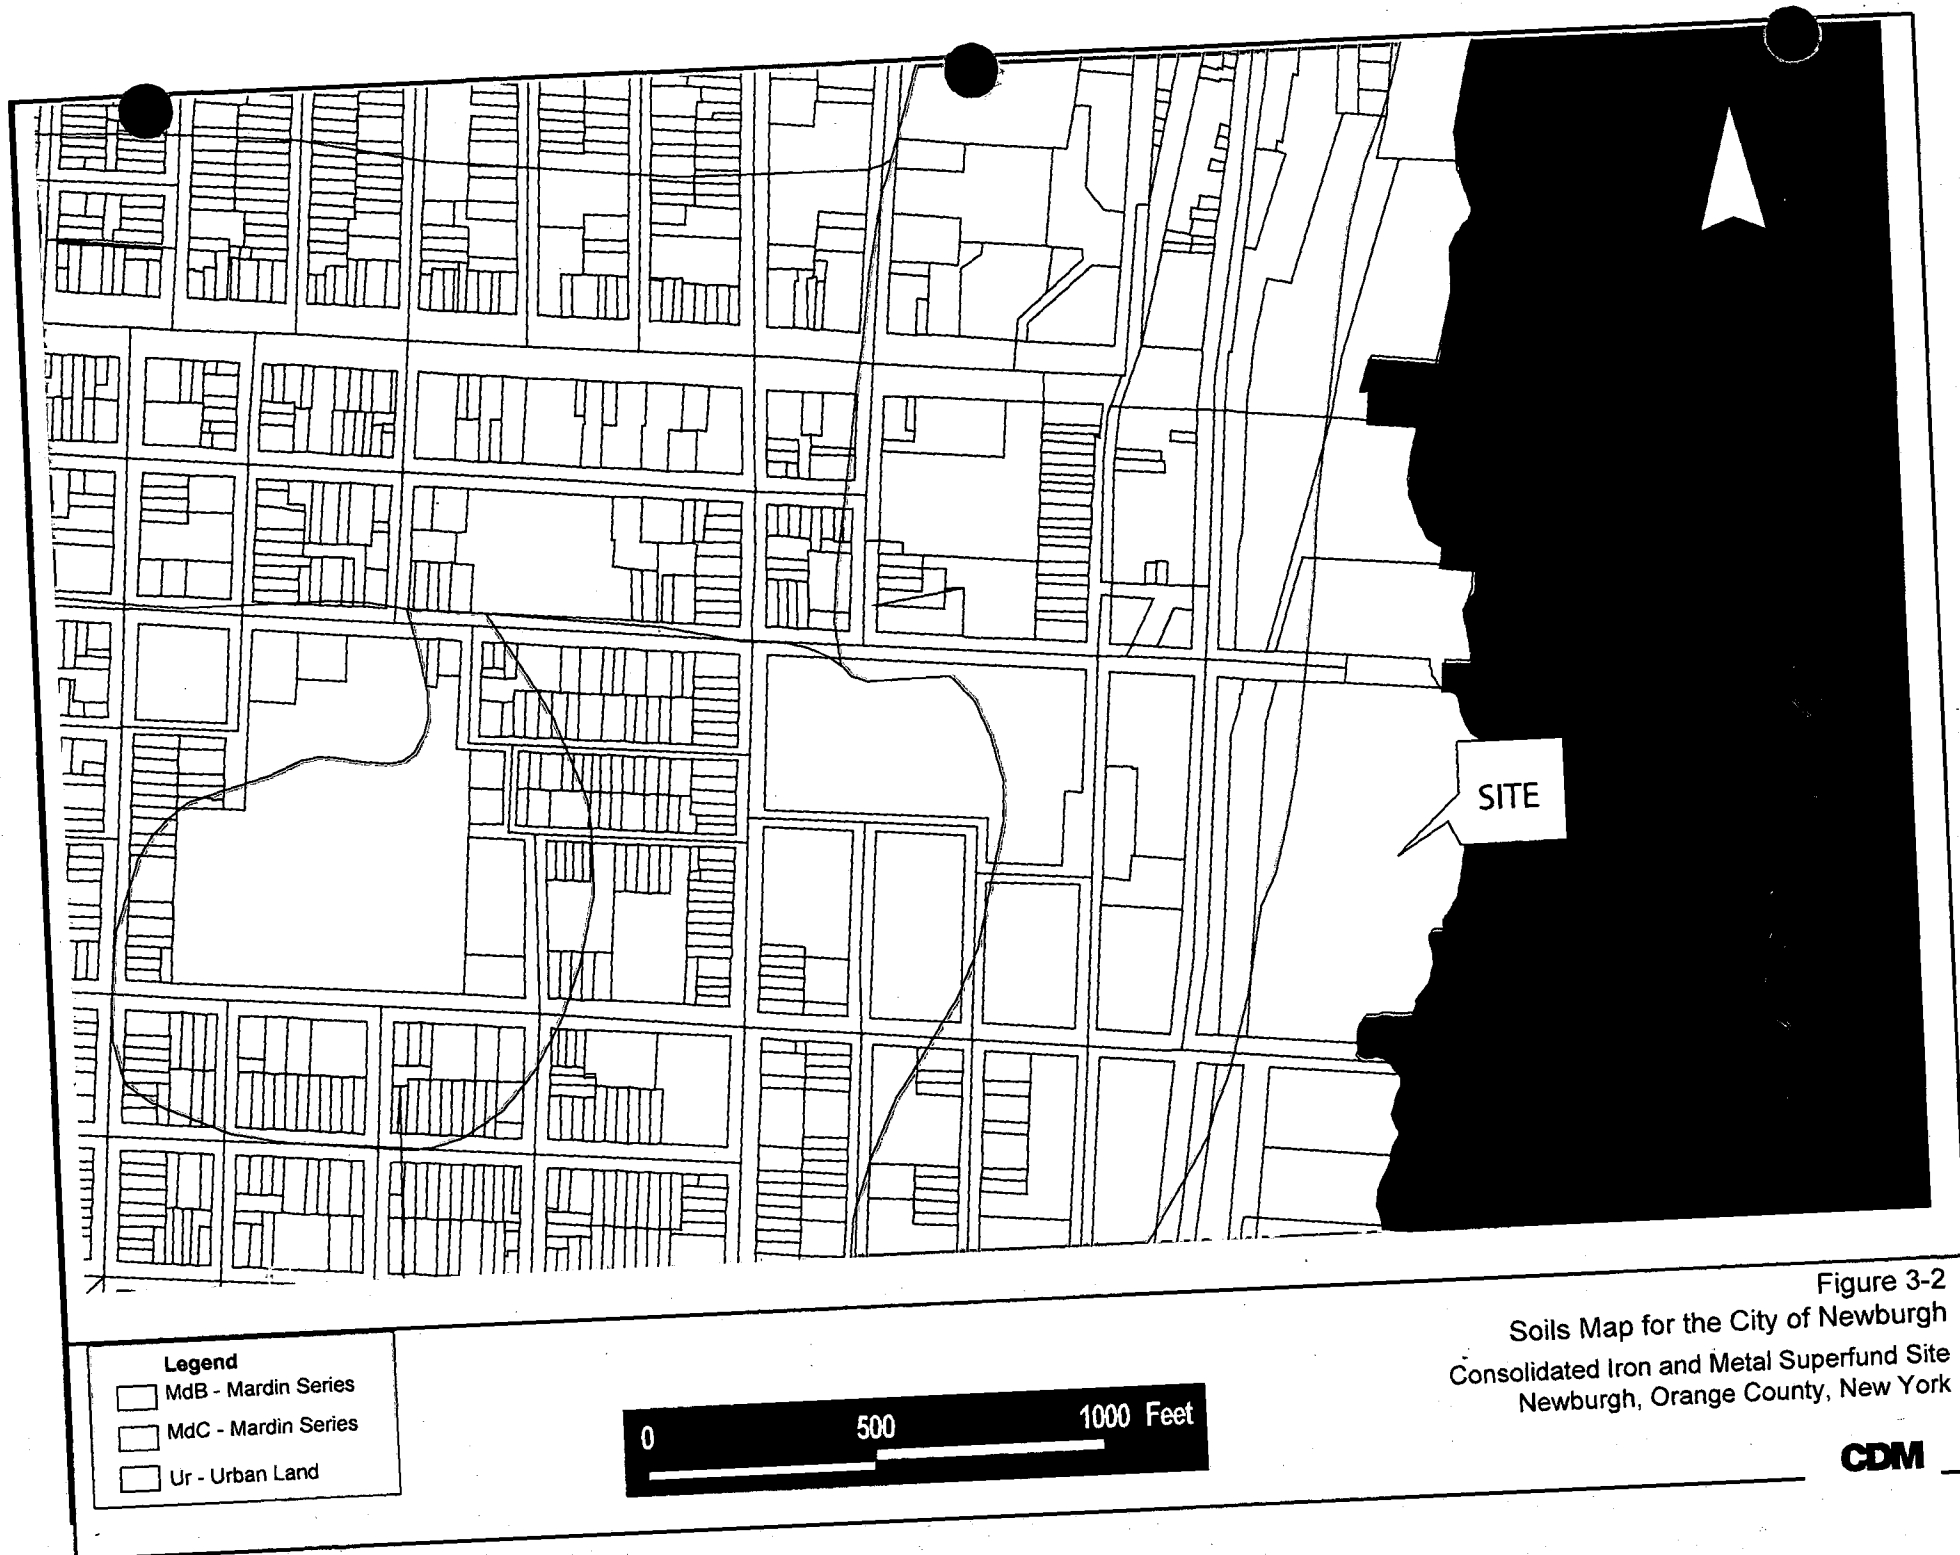 SITE
Figure 3-2
Soils Map for the City of Newburgh
Consolidated Iron and Metal Superfund Site
Newburgh, Orange County, New York
Legend
MdB - Mardin Series
MdC - Mardin Series
Ur - Urban Land
0 500 1000 Feet
CDM